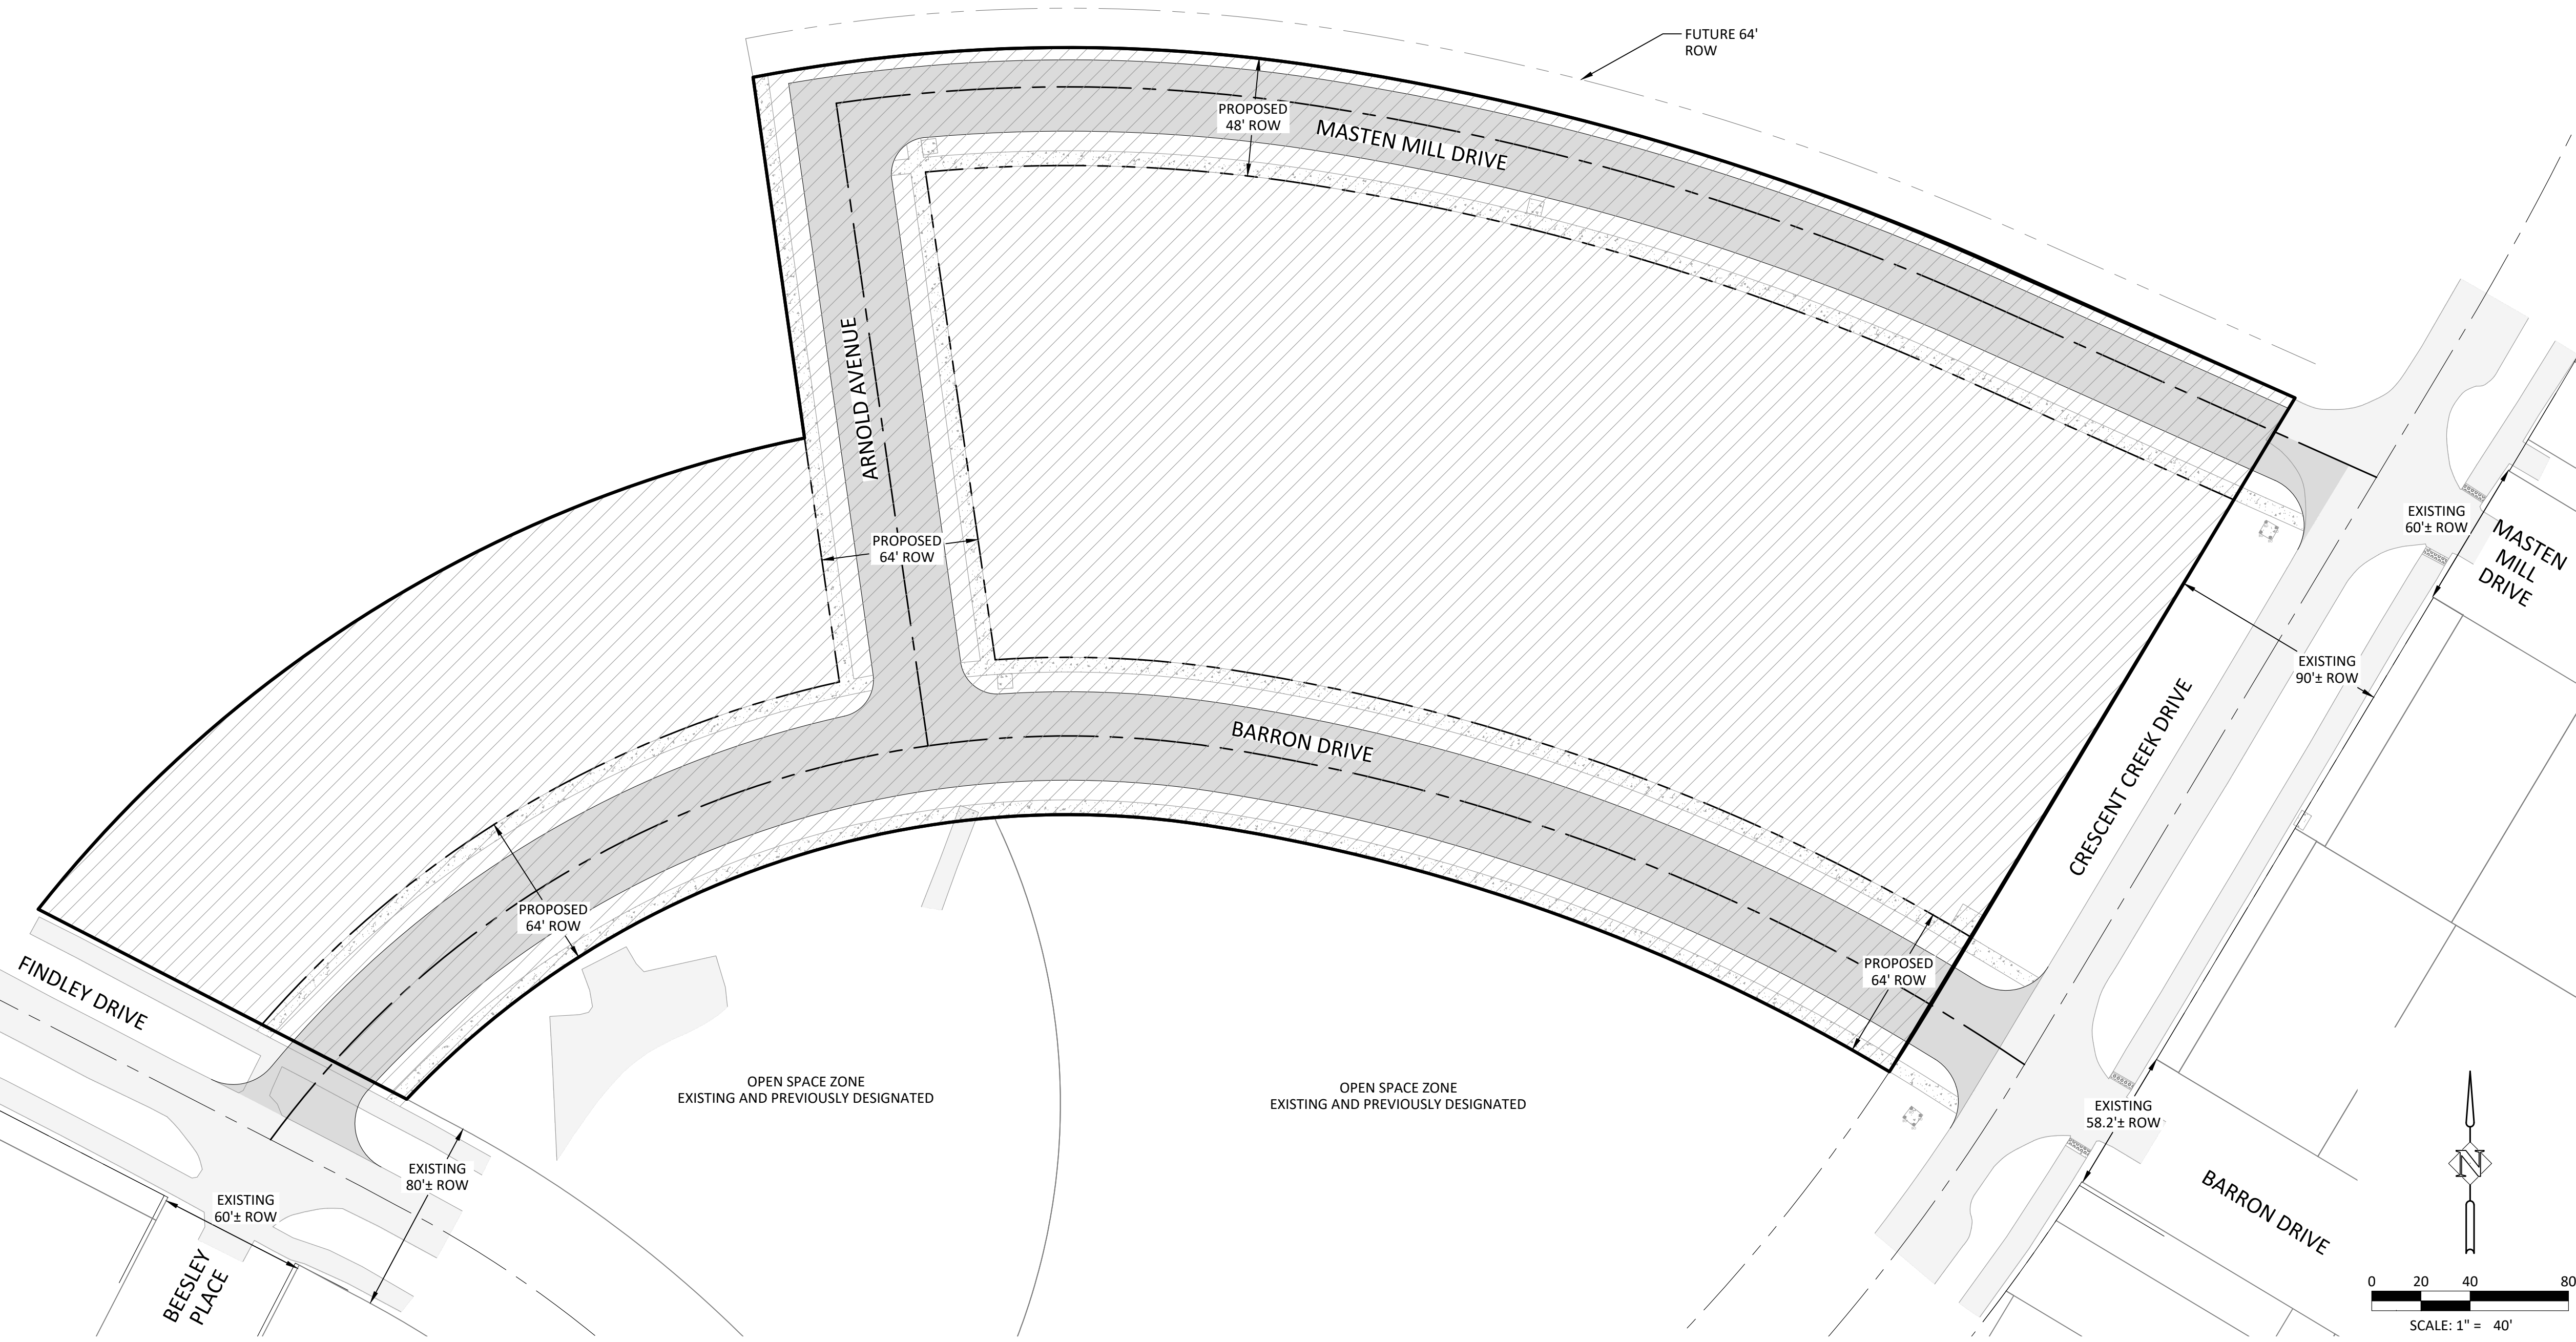 FUTURE 64'
ROW
PROPOSED
48' ROW
MASTEN MILL DRIVE
ARNOLD AVENUE
PROPOSED
64' ROW
EXISTING
60'± ROW
MASTEN
MILL
DRIVE
EXISTING
90'± ROW
CRESCENT CREEK DRIVE
BARRON DRIVE
PROPOSED
64' ROW
PROPOSED
64' ROW
FINDLEY DRIVE
OPEN SPACE ZONE
EXISTING AND PREVIOUSLY DESIGNATED
OPEN SPACE ZONE
EXISTING AND PREVIOUSLY DESIGNATED
EXISTING
58.2'± ROW
EXISTING
80'± ROW
EXISTING
60'± ROW
BEESLEY
PLACE
BARRON DRIVE
N
0 20 40 80
SCALE: 1" = 40'